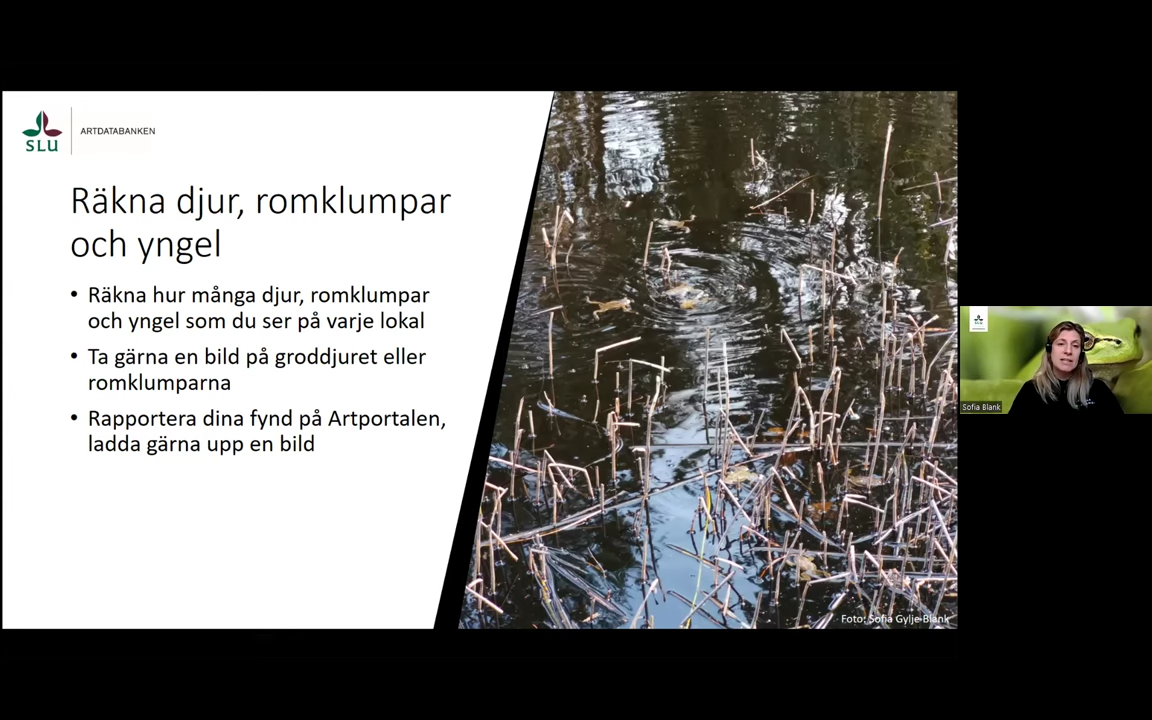 SLU
ARTDATABANKEN
Räkna djur, romklumpar
och yngel
• Räkna hur många djur, romklumpar
och yngel som du ser på varje lokal
• Ta gärna en bild på groddjuret eller
romklumparna
• Rapportera dina fynd på Artportalen,
ladda gärna upp en bild
Foto: Sofia Gylje Blank
Sofia Blank